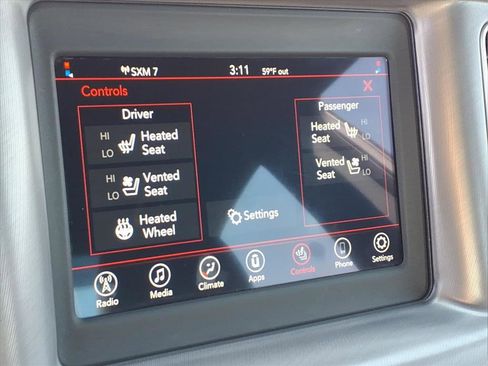 SXM 7 3:11 59°F out
Controls X
Driver
HI
LO
Heated
Seat
HI
LO
Vented
Seat
Heated
Wheel
Settings
Passenger
Heated
Seat
HI
LO
Vented
Seat
HI
LO
Radio Media Climate Apps Controls Phone Settings